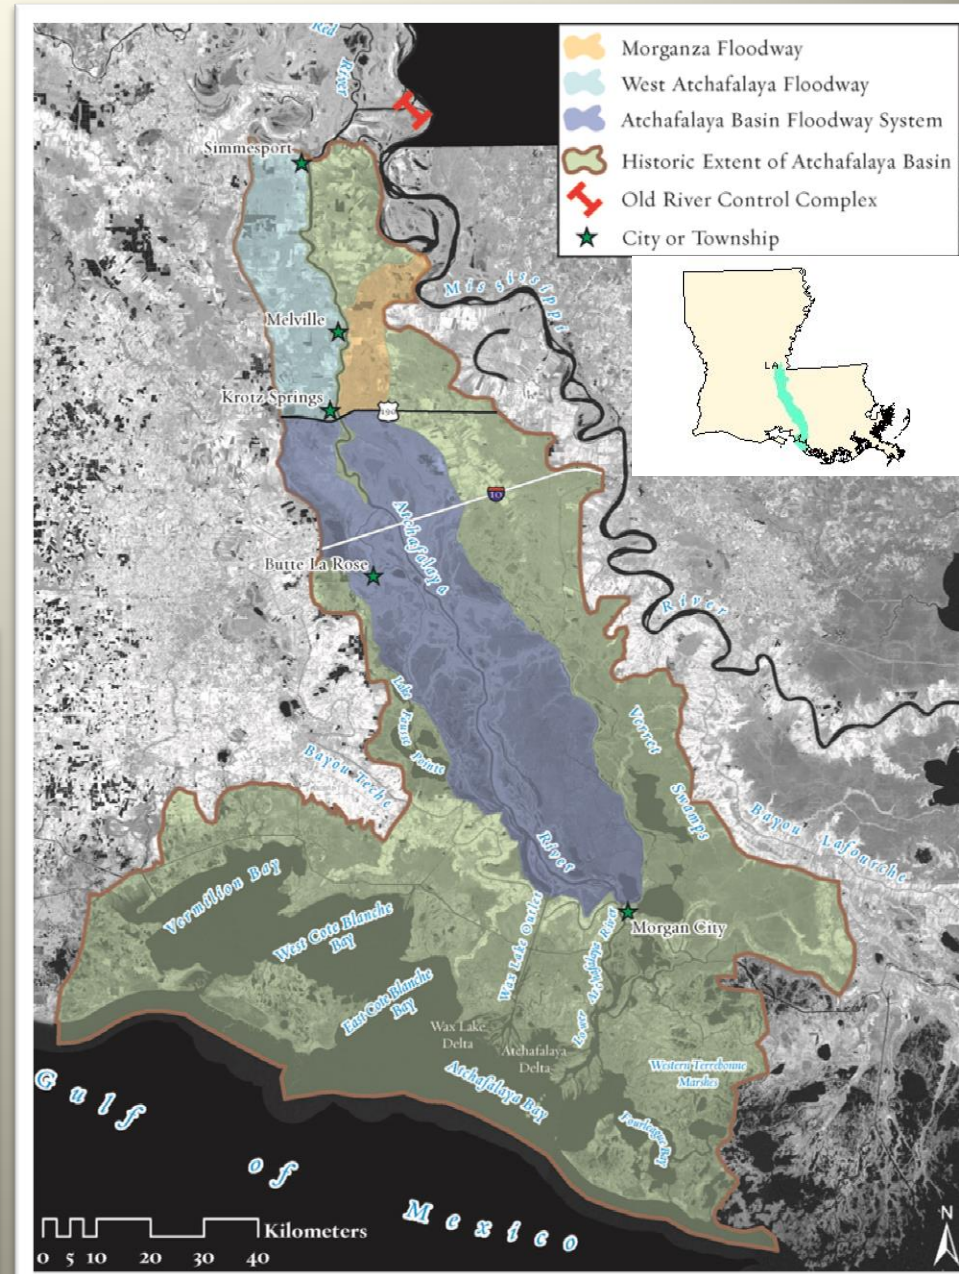 Morganza Floodway
West Atchafalaya Floodway
Atchafalaya Basin Floodway System
Historic Extent of Atchafalaya Basin
Old River Control Complex
City or Township
Red
River
Simmesport
Mississippi
Melville
LA
Krotz Springs
190
10
Atchafalaya
Butte La Rose
River
Lake
Fausse Pointe
Verret
Swamps
Bayou Teche
Bayou Lafourche
River
Vermilion Bay
West Cote Blanche
Bay
Wax Lake Outlet
Lower Atchafalaya River
Morgan City
East Cote Blanche
Bay
Wax Lake
Delta
Atchafalaya
Delta
Western Terrebonne
Marshes
Atchafalaya Bay
Fourleague Bay
Gulf
of
Mexico
Kilometers
0 5 10 20 30 40
N